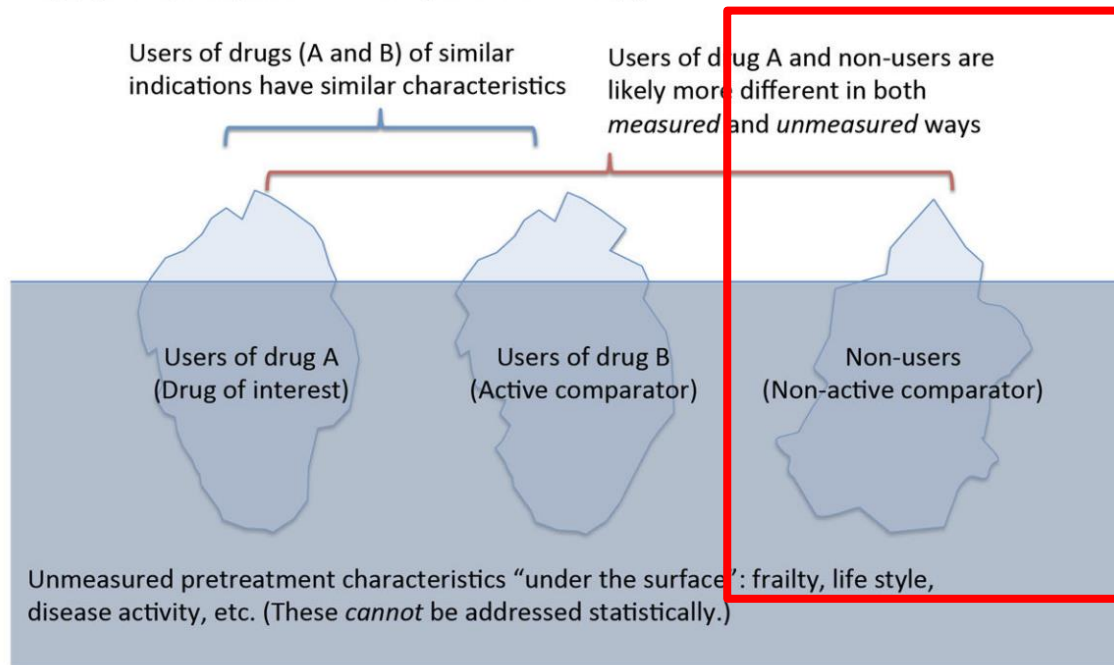 Users of drugs (A and B) of similar
indications have similar characteristics
Users of drug A and non-users are
likely more different in both
measured and unmeasured ways
Users of drug A
(Drug of interest)
Users of drug B
(Active comparator)
Non-users
(Non-active comparator)
Unmeasured pretreatment characteristics “under the surface”: frailty, life style,
disease activity, etc. (These cannot be addressed statistically.)